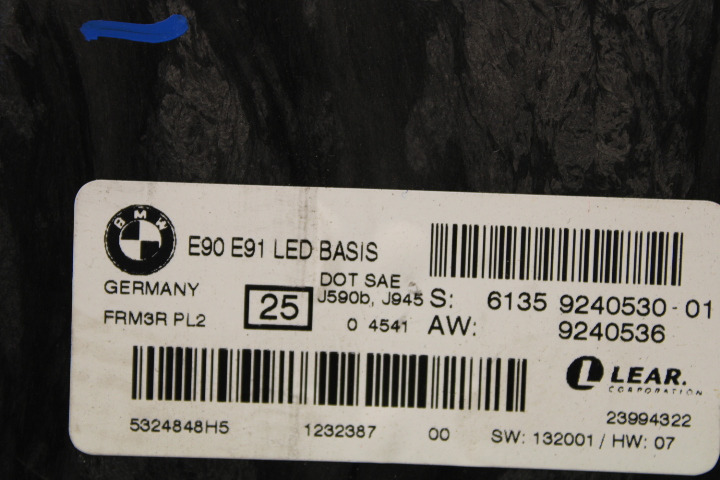 BMW
E90 E91 LED BASIS
GERMANY
DOT SAE
J590b, J945
S: 6135 9240530-01
FRM3R PL2
25
0 4541
AW: 9240536
LEAR.
CORPORATION
23994322
5324848H5 1232387 00 SW: 132001 / HW: 07